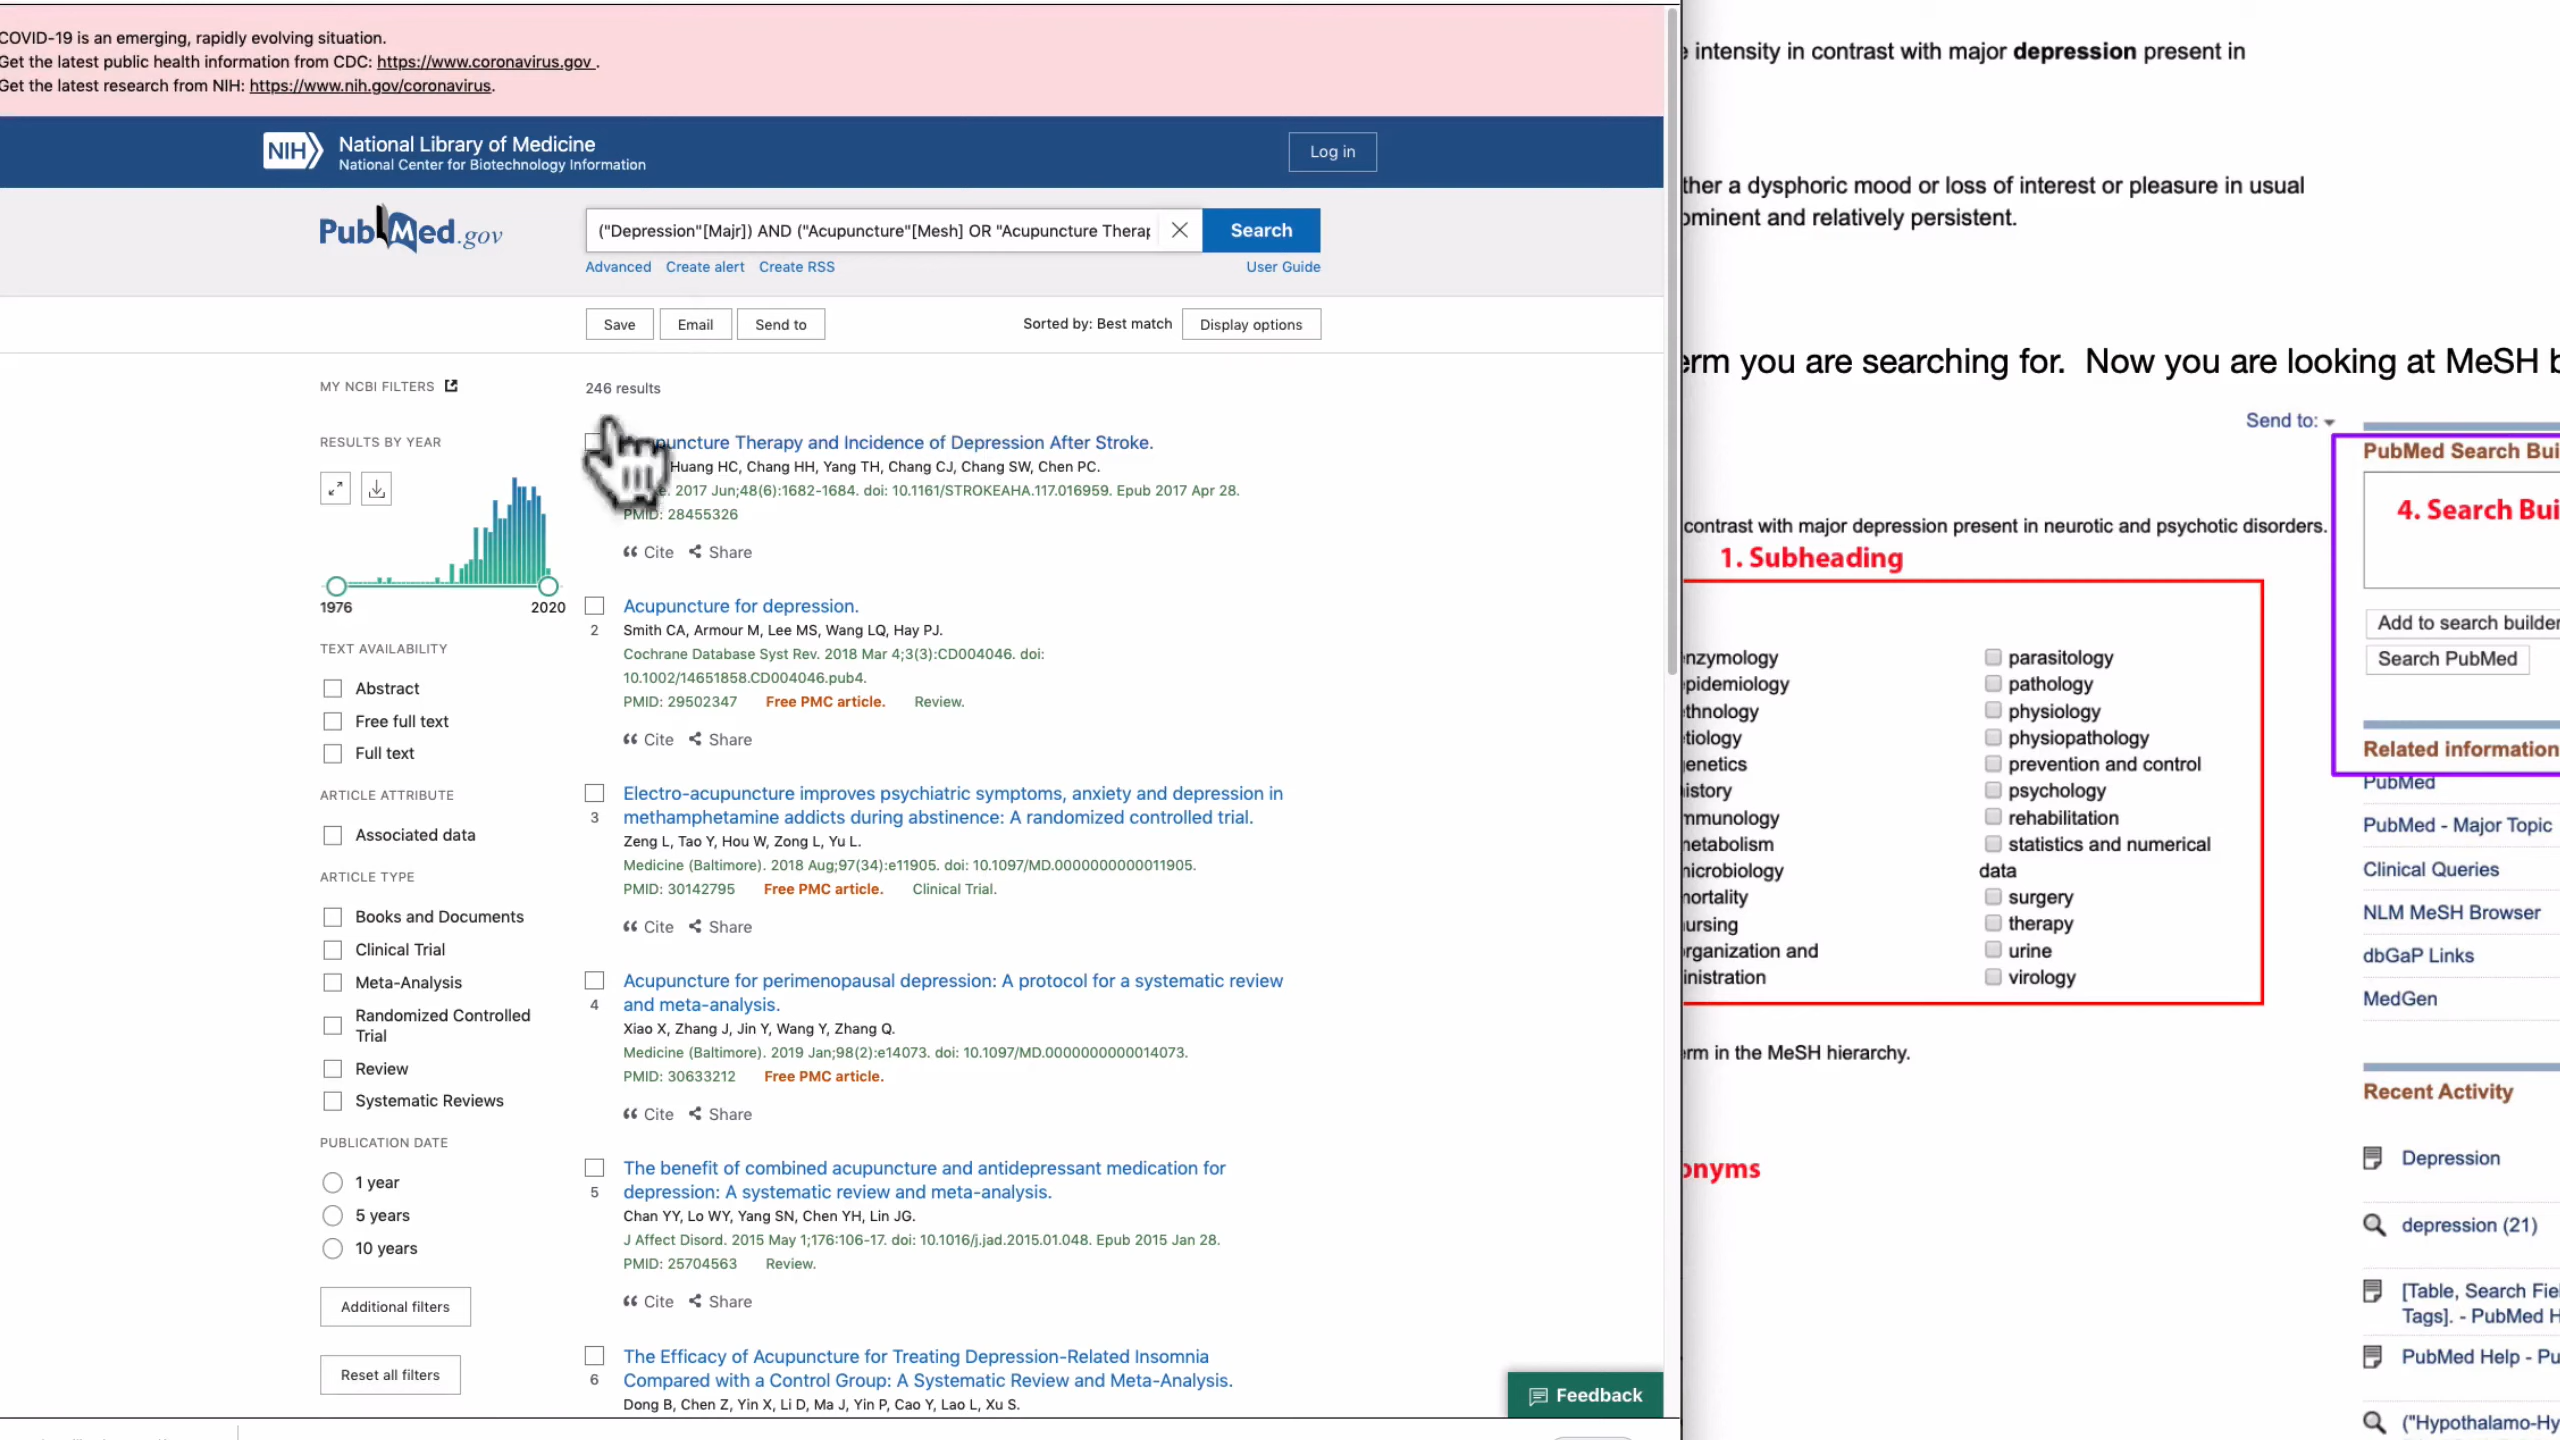 COVID-19 is an emerging, rapidly evolving situation.
Get the latest public health information from CDC: https://www.coronavirus.gov .
Get the latest research from NIH: https://www.nih.gov/coronavirus.
NIH
National Library of Medicine
National Center for Biotechnology Information
Log in
PubMed.gov
("Depression"[Majr]) AND ("Acupuncture"[Mesh] OR "Acupuncture Therap
Search
Advanced Create alert Create RSS
User Guide
Save Email Send to
Sorted by: Best match Display options
MY NCBI FILTERS
RESULTS BY YEAR
1976 2020
TEXT AVAILABILITY
Abstract
Free full text
Full text
ARTICLE ATTRIBUTE
Associated data
ARTICLE TYPE
Books and Documents
Clinical Trial
Meta-Analysis
Randomized Controlled
Trial
Review
Systematic Reviews
PUBLICATION DATE
1 year
5 years
10 years
Additional filters
Reset all filters
246 results
puncture Therapy and Incidence of Depression After Stroke.
Huang HC, Chang HH, Yang TH, Chang CJ, Chang SW, Chen PC.
2017 Jun;48(6):1682-1684. doi: 10.1161/STROKEAHA.117.016959. Epub 2017 Apr 28.
PMID: 28455326
Cite Share
Acupuncture for depression.
2 Smith CA, Armour M, Lee MS, Wang LQ, Hay PJ.
Cochrane Database Syst Rev. 2018 Mar 4;3(3):CD004046. doi:
10.1002/14651858.CD004046.pub4.
PMID: 29502347 Free PMC article. Review.
Cite Share
Electro-acupuncture improves psychiatric symptoms, anxiety and depression in
3 methamphetamine addicts during abstinence: A randomized controlled trial.
Zeng L, Tao Y, Hou W, Zong L, Yu L.
Medicine (Baltimore). 2018 Aug;97(34):e11905. doi: 10.1097/MD.0000000000011905.
PMID: 30142795 Free PMC article. Clinical Trial.
Cite Share
Acupuncture for perimenopausal depression: A protocol for a systematic review
4 and meta-analysis.
Xiao X, Zhang J, Jin Y, Wang Y, Zhang Q.
Medicine (Baltimore). 2019 Jan;98(2):e14073. doi: 10.1097/MD.0000000000014073.
PMID: 30633212 Free PMC article.
Cite Share
The benefit of combined acupuncture and antidepressant medication for
5 depression: A systematic review and meta-analysis.
Chan YY, Lo WY, Yang SN, Chen YH, Lin JG.
J Affect Disord. 2015 May 1;176:106-17. doi: 10.1016/j.jad.2015.01.048. Epub 2015 Jan 28.
PMID: 25704563 Review.
Cite Share
The Efficacy of Acupuncture for Treating Depression-Related Insomnia
6 Compared with a Control Group: A Systematic Review and Meta-Analysis.
Dong B, Chen Z, Yin X, Li D, Ma J, Yin P, Cao Y, Lao L, Xu S.
Feedback
intensity in contrast with major depression present in
ther a dysphoric mood or loss of interest or pleasure in usual
ominent and relatively persistent.
erm you are searching for. Now you are looking at MeSH b
Send to:
contrast with major depression present in neurotic and psychotic disorders.
1. Subheading
nzymology
pidemiology
thnology
tiology
enetics
istory
mmunology
netabolism
nicrobiology
nortality
ursing
rganization and
inistration
parasitology
pathology
physiology
physiopathology
prevention and control
psychology
rehabilitation
statistics and numerical
data
surgery
therapy
urine
virology
erm in the MeSH hierarchy.
onyms
PubMed Search Bui
4. Search Bui
Add to search builder
Search PubMed
Related information
PubMed
PubMed - Major Topic
Clinical Queries
NLM MeSH Browser
dbGaP Links
MedGen
Recent Activity
Depression
depression (21)
[Table, Search Fie
Tags]. - PubMed H
PubMed Help - Pu
("Hypothalamo-Hy